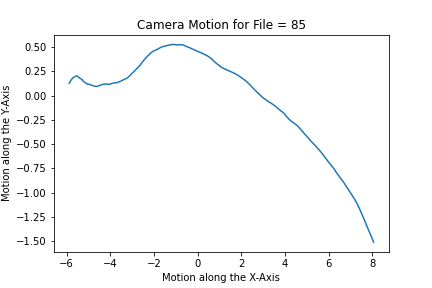 Camera Motion for File = 85
Motion along the Y-Axis
0.50
0.25
0.00
−0.25
−0.50
−0.75
−1.00
−1.25
−1.50
−6 −4 −2 0 2 4 6 8
Motion along the X-Axis